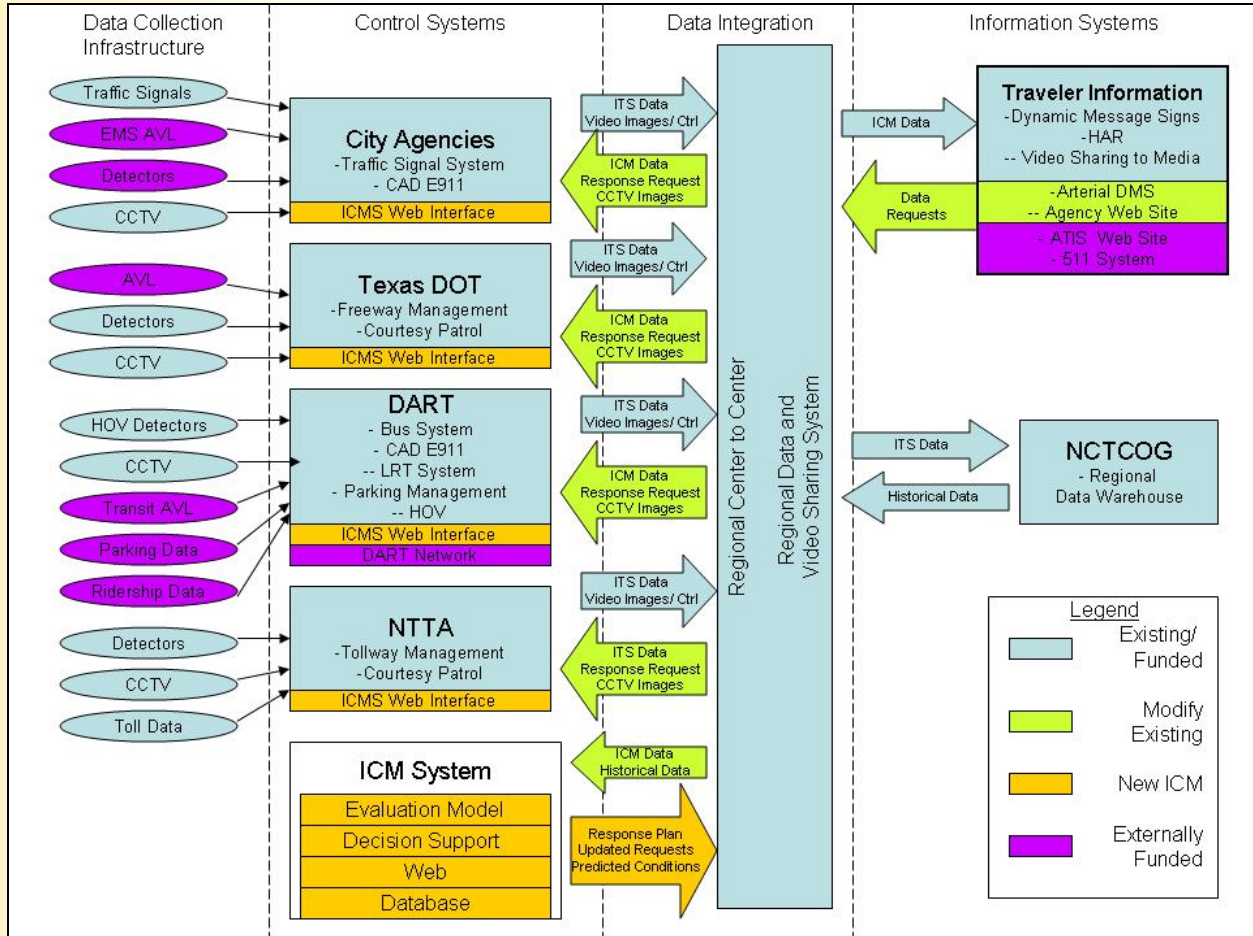 Data Collection
Infrastructure
Control Systems
Data Integration
Information Systems
Traffic Signals
EMS AVL
Detectors
CCTV
AVL
Detectors
CCTV
HOV Detectors
CCTV
Transit AVL
Parking Data
Ridership Data
Detectors
CCTV
Toll Data
City Agencies
-Traffic Signal System
- CAD E911
ICMS Web Interface
Texas DOT
-Freeway Management
-Courtesy Patrol
ICMS Web Interface
DART
- Bus System
- CAD E911
-- LRT System
- Parking Management
-- HOV
ICMS Web Interface
DART Network
NTTA
-Tollway Management
-Courtesy Patrol
ICMS Web Interface
ICM System
Evaluation Model
Decision Support
Web
Database
ITS Data
Video Images/ Ctrl
ICM Data
Response Request
CCTV Images
ITS Data
Video Images/ Ctrl
ICM Data
Response Request
CCTV Images
ITS Data
Video Images/ Ctrl
ICM Data
Response Request
CCTV Images
ITS Data
Video Images/ Ctrl
ITS Data
Response Request
CCTV Images
ICM Data
Historical Data
Response Plan
Updated Requests
Predicted Conditions
Regional Center to Center
Regional Data and
Video Sharing System
ICM Data
Data
Requests
ITS Data
Historical Data
Traveler Information
-Dynamic Message Signs
-HAR
-- Video Sharing to Media
-Arterial DMS
-- Agency Web Site
- ATIS Web Site
- 511 System
NCTCOG
- Regional
Data Warehouse
Legend
Existing/
Funded
Modify
Existing
New ICM
Externally
Funded